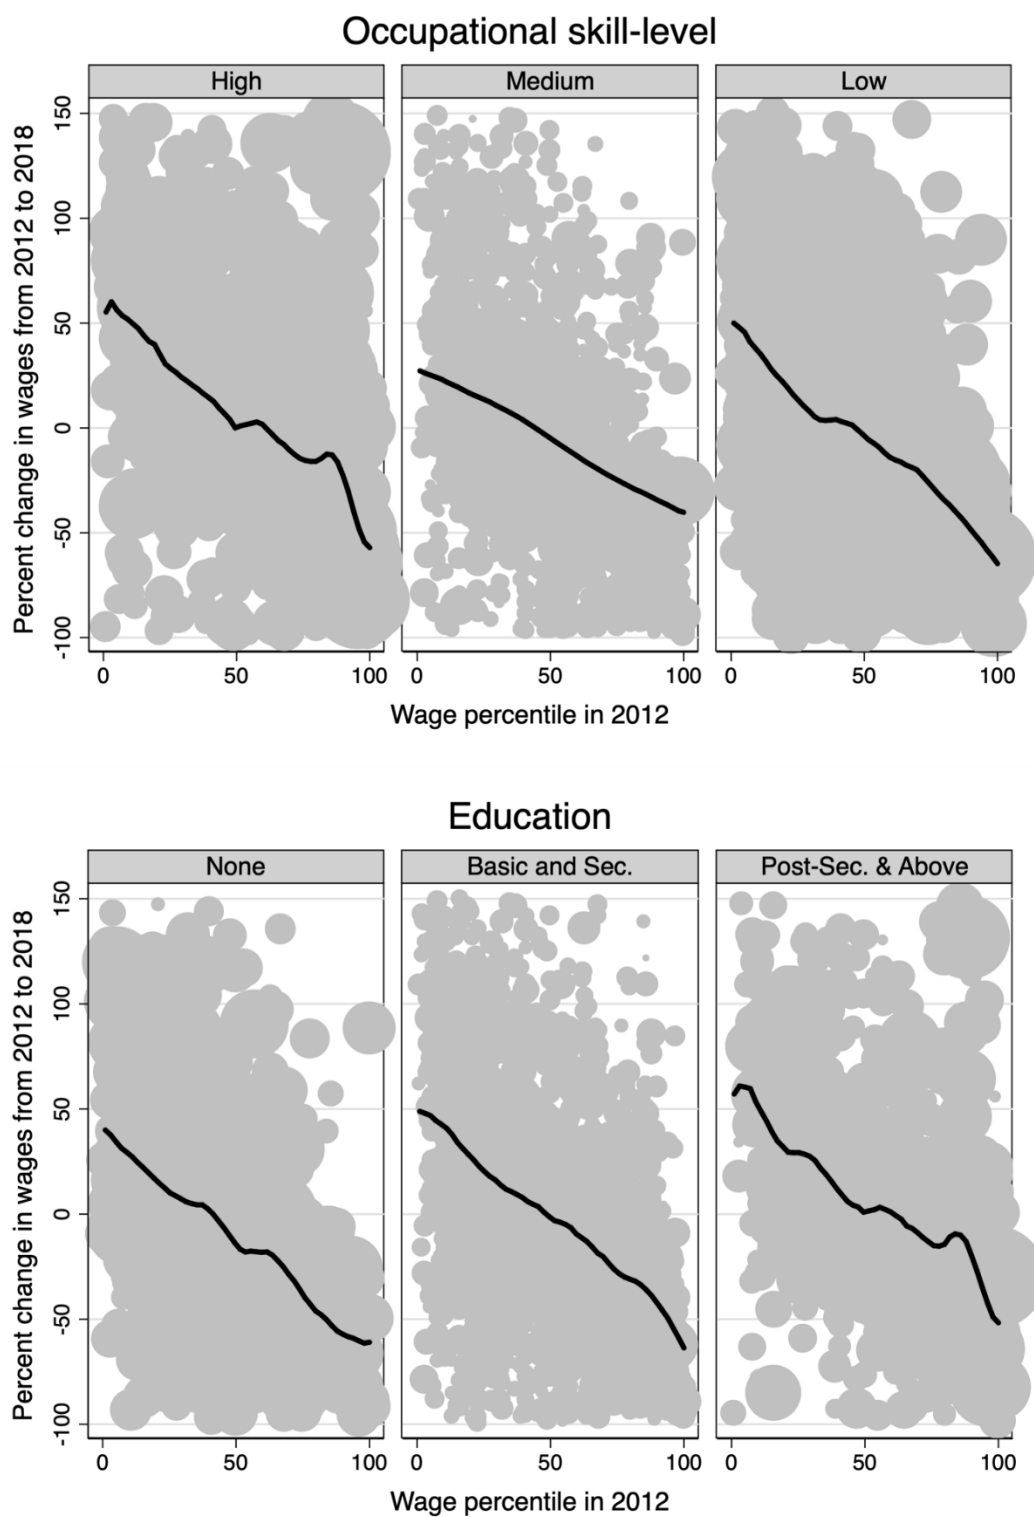 Occupational skill-level
High Medium Low
Percent change in wages from 2012 to 2018
150
100
50
0
-50
-100
0 50 100 0 50 100 0 50 100
Wage percentile in 2012
Education
None Basic and Sec. Post-Sec. & Above
Percent change in wages from 2012 to 2018
150
100
50
0
-50
-100
0 50 100 0 50 100 0 50 100
Wage percentile in 2012